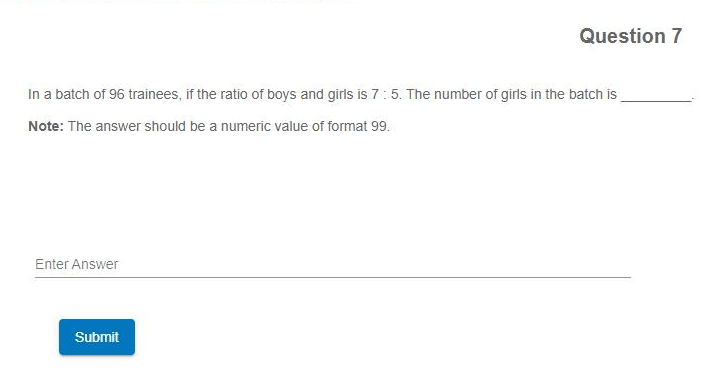 Question 7
In a batch of 96 trainees, if the ratio of boys and girls is 7 : 5. The number of girls in the batch is _________.
Note: The answer should be a numeric value of format 99.
Enter Answer
Submit